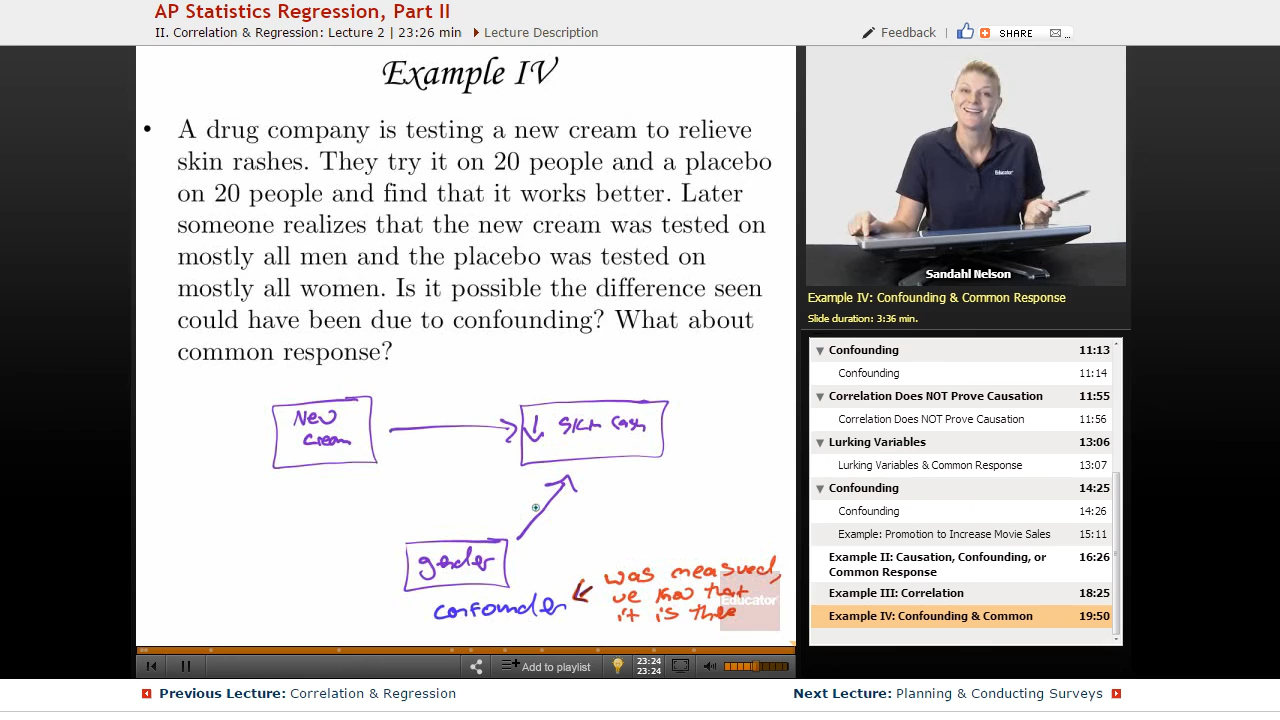 AP Statistics Regression, Part II
II. Correlation & Regression: Lecture 2 | 23:26 min
Lecture Description
Feedback
SHARE
Example IV
• A drug company is testing a new cream to relieve
skin rashes. They try it on 20 people and a placebo
on 20 people and find that it works better. Later
someone realizes that the new cream was tested on
mostly all men and the placebo was tested on
mostly all women. Is it possible the difference seen
could have been due to confounding? What about
common response?
New
cream
↓ skin rash
gender
confounder
was measured,
we know that
it is there
Educator
Educator
Sandahl Nelson
Example IV: Confounding & Common Response
Slide duration: 3:36 min.
Confounding 11:13
Confounding 11:14
Correlation Does NOT Prove Causation 11:55
Correlation Does NOT Prove Causation 11:56
Lurking Variables 13:06
Lurking Variables & Common Response 13:07
Confounding 14:25
Confounding 14:26
Example: Promotion to Increase Movie Sales 15:11
Example II: Causation, Confounding, or 16:26
Common Response
Example III: Correlation 18:25
Example IV: Confounding & Common 19:50
Add to playlist
23:24
23:24
Previous Lecture: Correlation & Regression
Next Lecture: Planning & Conducting Surveys